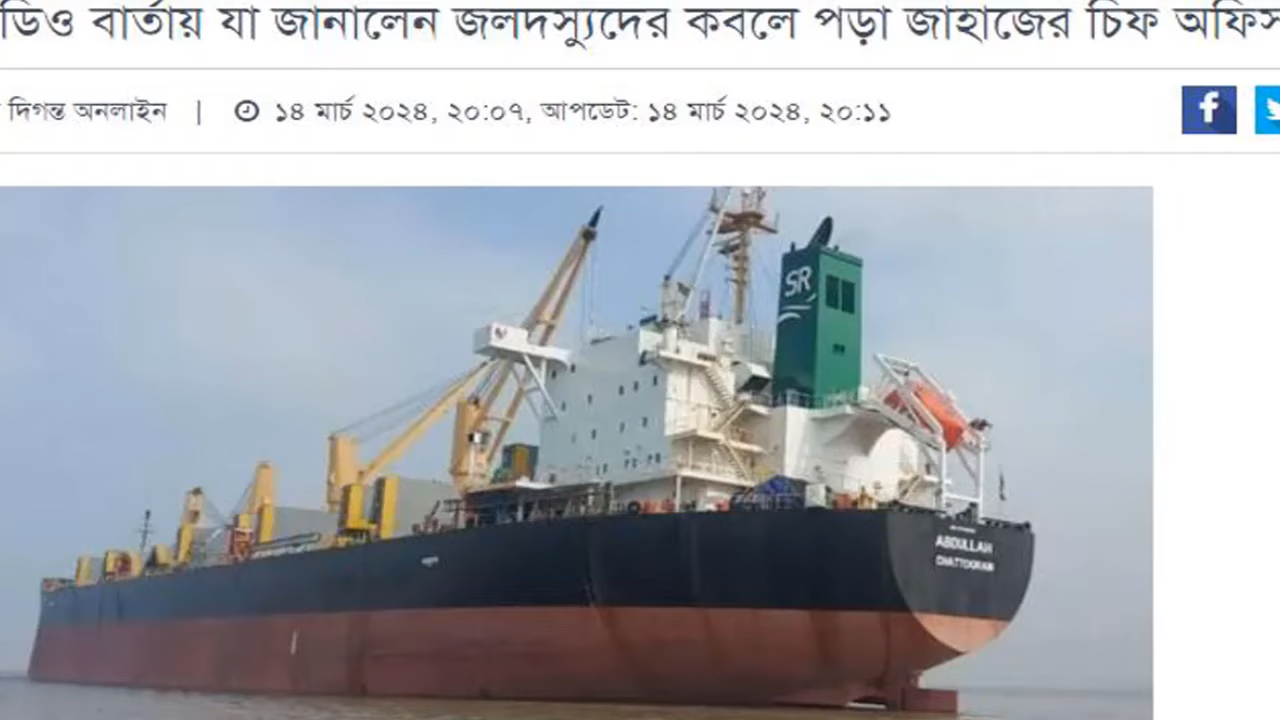 ডিও বার্তায় যা জানালেন জলদস্যুদের কবলে পড়া জাহাজের চিফ অফিস
দিগন্ত অনলাইন | ১৪ মার্চ ২০২৪, ২০:০৭, আপডেট: ১৪ মার্চ ২০২৪, ২০:১১
f
SR
ABDULLAH
CHATTOGRAM